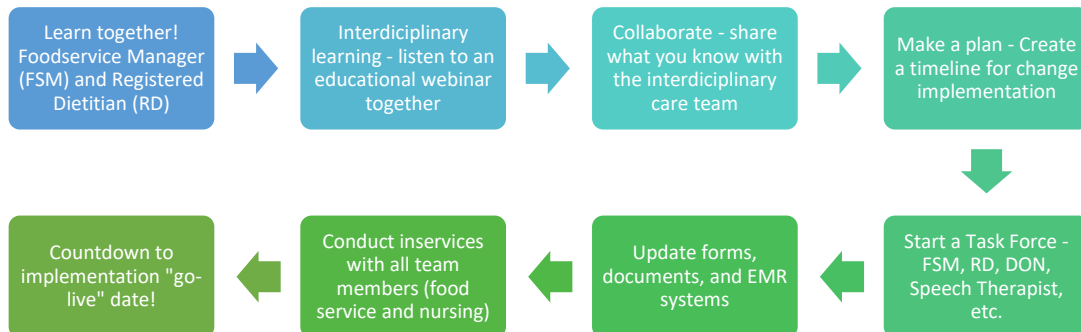 Learn together!
Foodservice Manager
(FSM) and Registered
Dietitian (RD)
Interdiciplinary
learning - listen to an
educational webinar
together
Collaborate - share
what you know with
the interdiciplinary
care team
Make a plan - Create
a timeline for change
implementation
Start a Task Force -
FSM, RD, DON,
Speech Therapist,
etc.
Update forms,
documents, and EMR
systems
Conduct inservices
with all team
members (food
service and nursing)
Countdown to
implementation "go-
live" date!